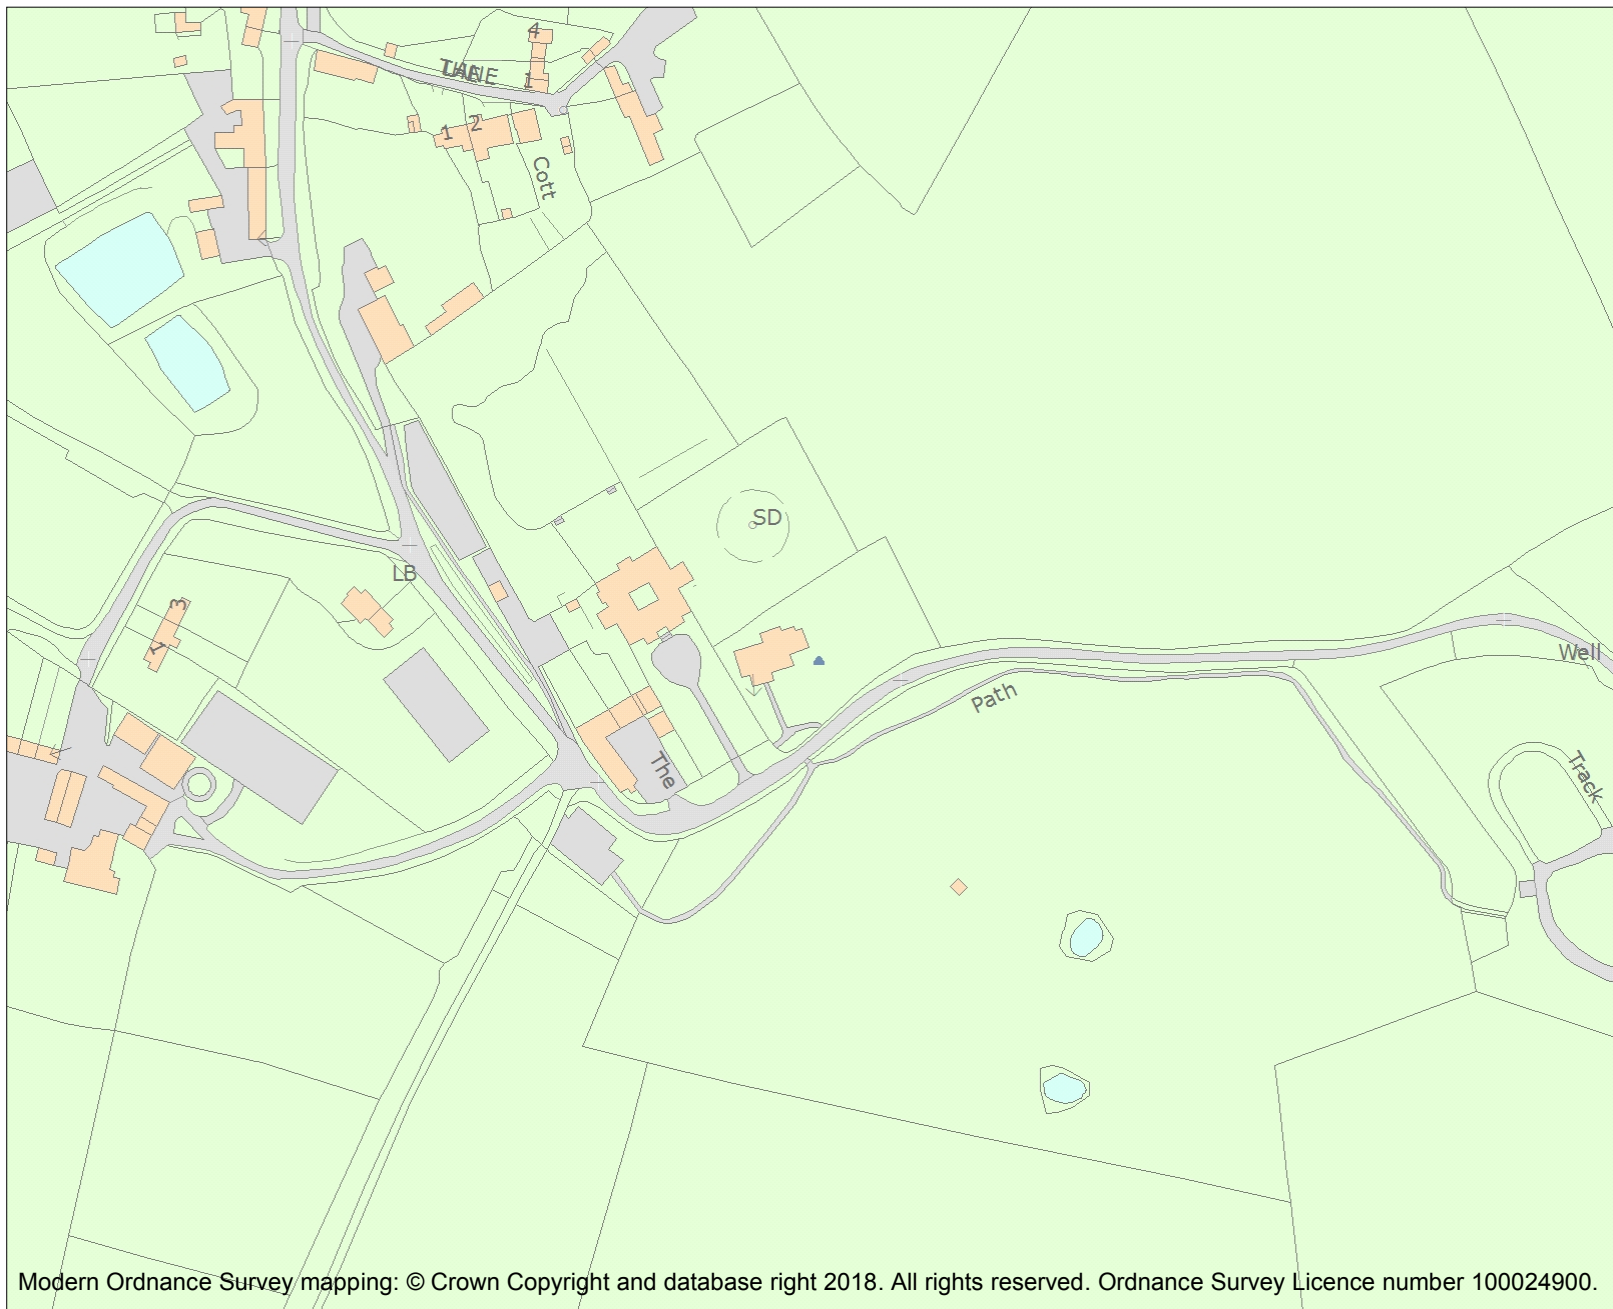 4
LANE
1
1
2
Cott
SD
LB
3
1
Well
Path
The
Track
Modern Ordnance Survey mapping: © Crown Copyright and database right 2018. All rights reserved. Ordnance Survey Licence number 100024900.